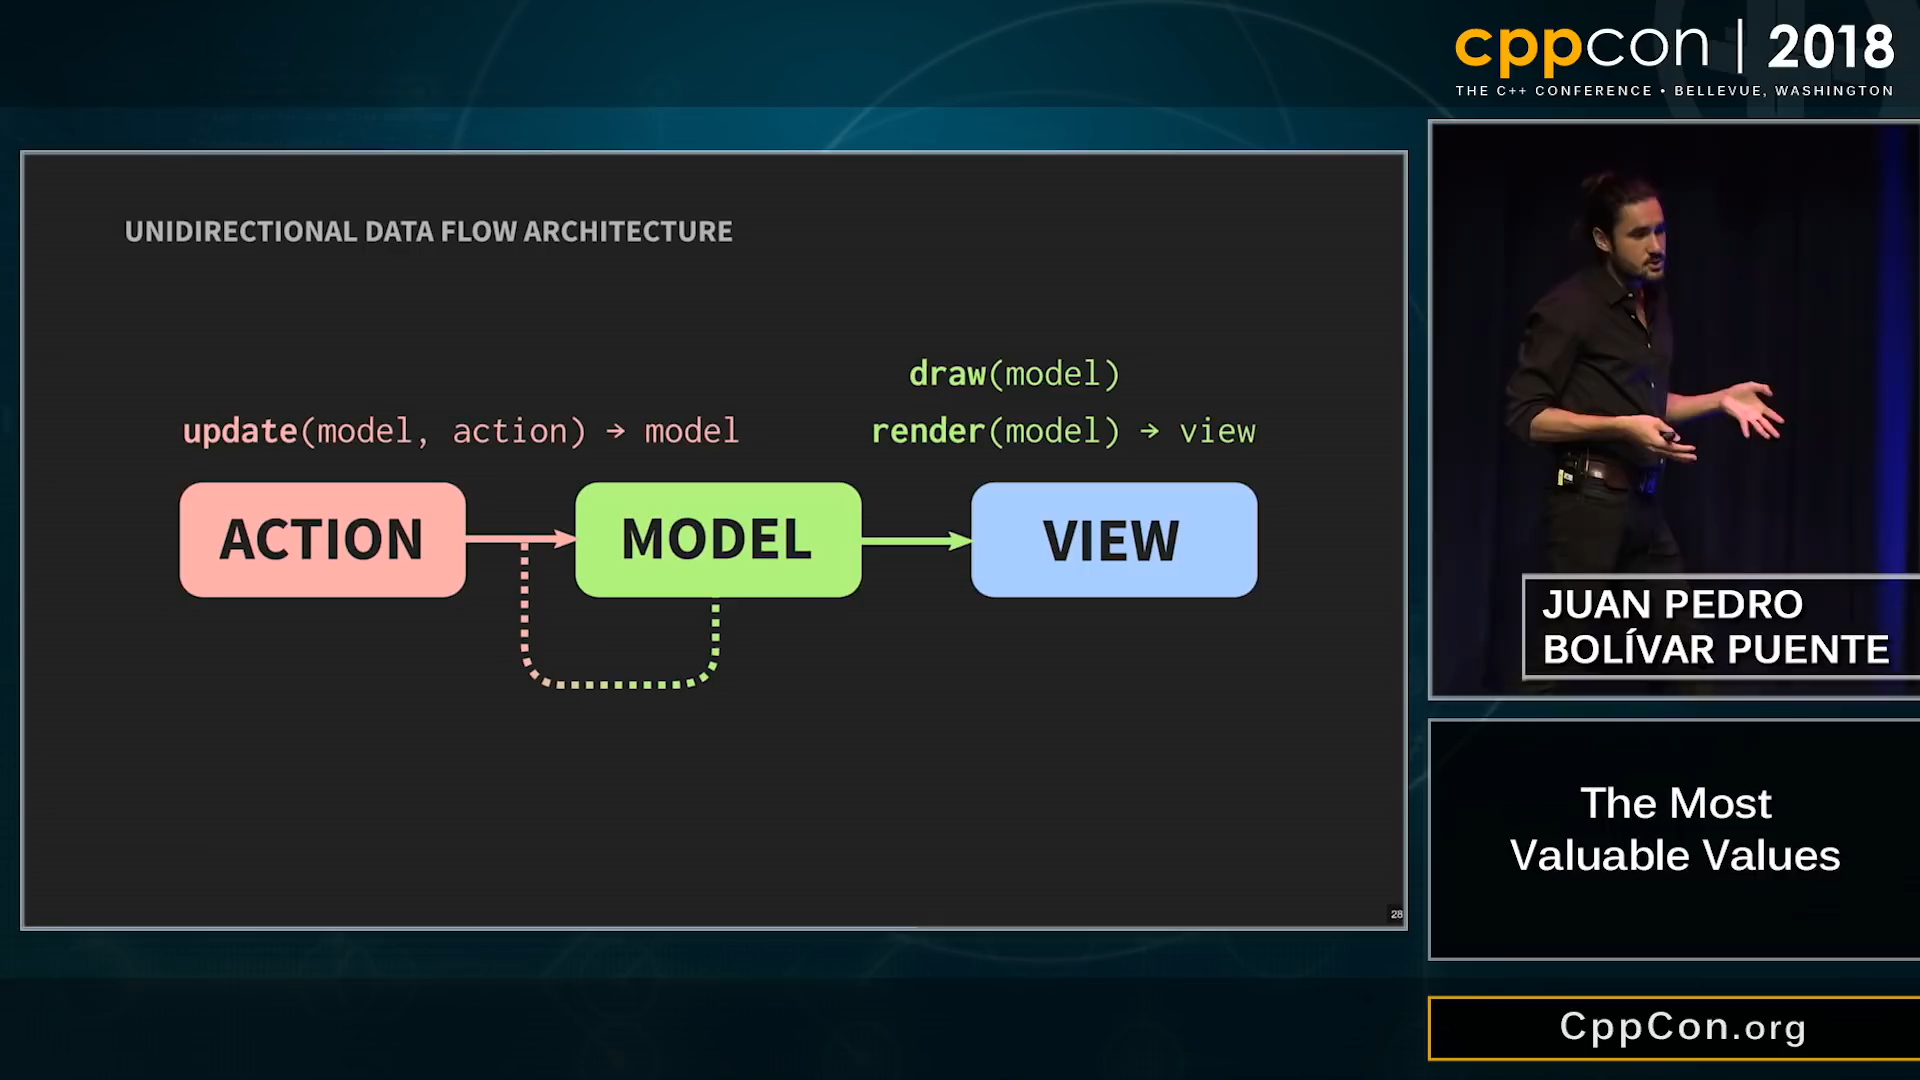 cppcon | 2018
THE C++ CONFERENCE • BELLEVUE, WASHINGTON
UNIDIRECTIONAL DATA FLOW ARCHITECTURE
draw(model)
update(model, action) → model
render(model) → view
ACTION
MODEL
VIEW
28
JUAN PEDRO
BOLÍVAR PUENTE
The Most
Valuable Values
CppCon.org